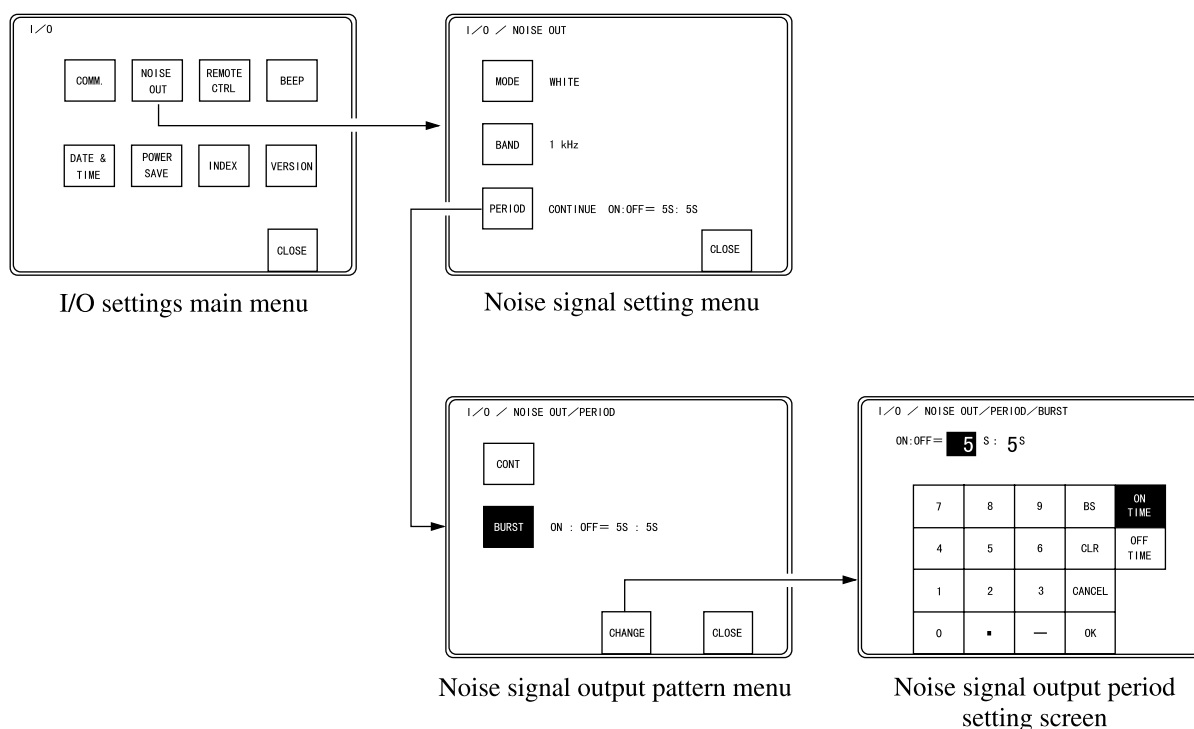 I/O
COMM.
NOISE
OUT
REMOTE
CTRL
BEEP
DATE &
TIME
POWER
SAVE
INDEX
VERSION
CLOSE
I/O settings main menu
I/O / NOISE OUT
MODE
WHITE
BAND
1 kHz
PERIOD
CONTINUE ON:OFF= 5S: 5S
CLOSE
Noise signal setting menu
I/O / NOISE OUT/PERIOD
CONT
BURST
ON : OFF= 5S : 5S
CHANGE
CLOSE
Noise signal output pattern menu
I/O / NOISE OUT/PERIOD/BURST
ON:OFF= 5 S: 5S
7 8 9 BS
ON
TIME
4 5 6 CLR
OFF
TIME
1 2 3 CANCEL
0 . — OK
Noise signal output period
setting screen